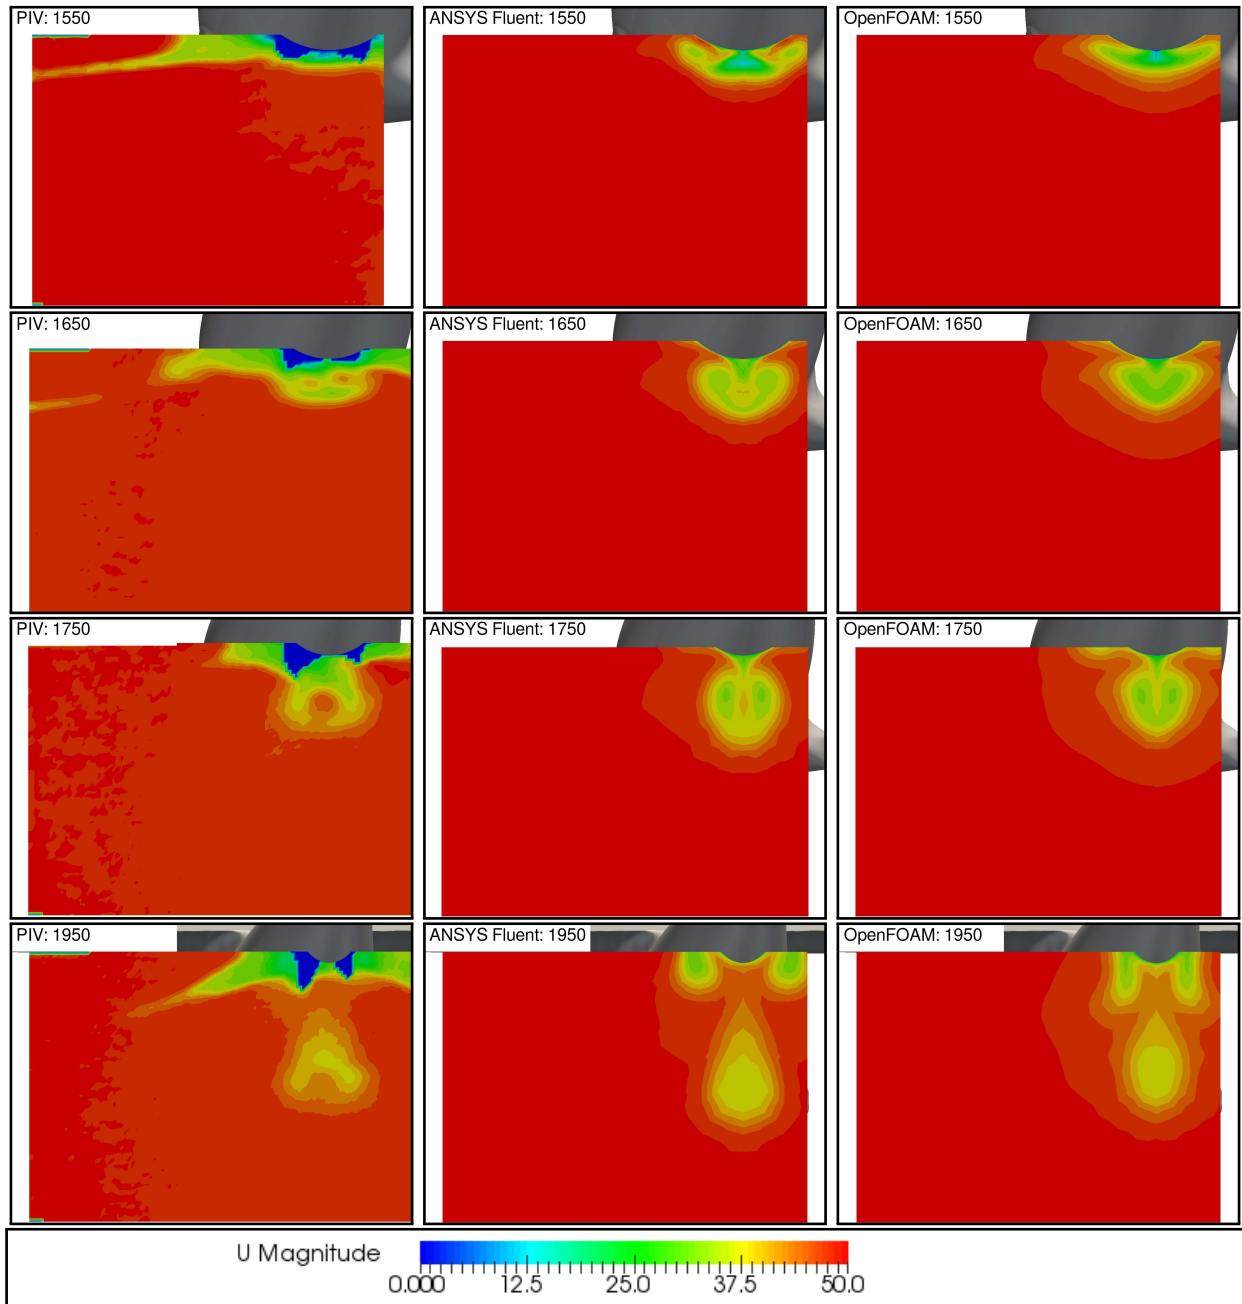 PIV: 1550
ANSYS Fluent: 1550
OpenFOAM: 1550
PIV: 1650
ANSYS Fluent: 1650
OpenFOAM: 1650
PIV: 1750
ANSYS Fluent: 1750
OpenFOAM: 1750
PIV: 1950
ANSYS Fluent: 1950
OpenFOAM: 1950
U Magnitude
0.000 12.5 25.0 37.5 50.0